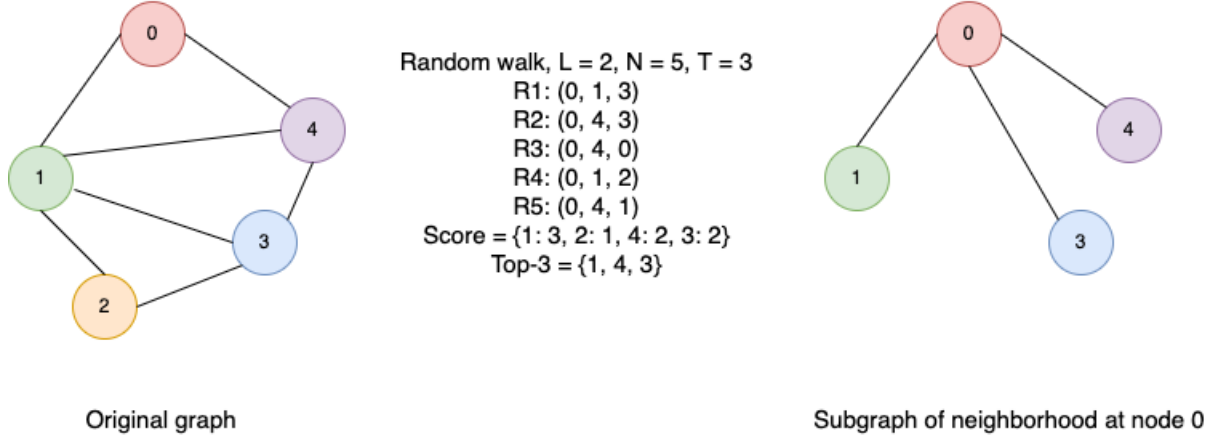 0
4
1
3
2
Original graph
Random walk, L = 2, N = 5, T = 3
R1: (0, 1, 3)
R2: (0, 4, 3)
R3: (0, 4, 0)
R4: (0, 1, 2)
R5: (0, 4, 1)
Score = {1: 3, 2: 1, 4: 2, 3: 2}
Top-3 = {1, 4, 3}
0
4
1
3
Subgraph of neighborhood at node 0